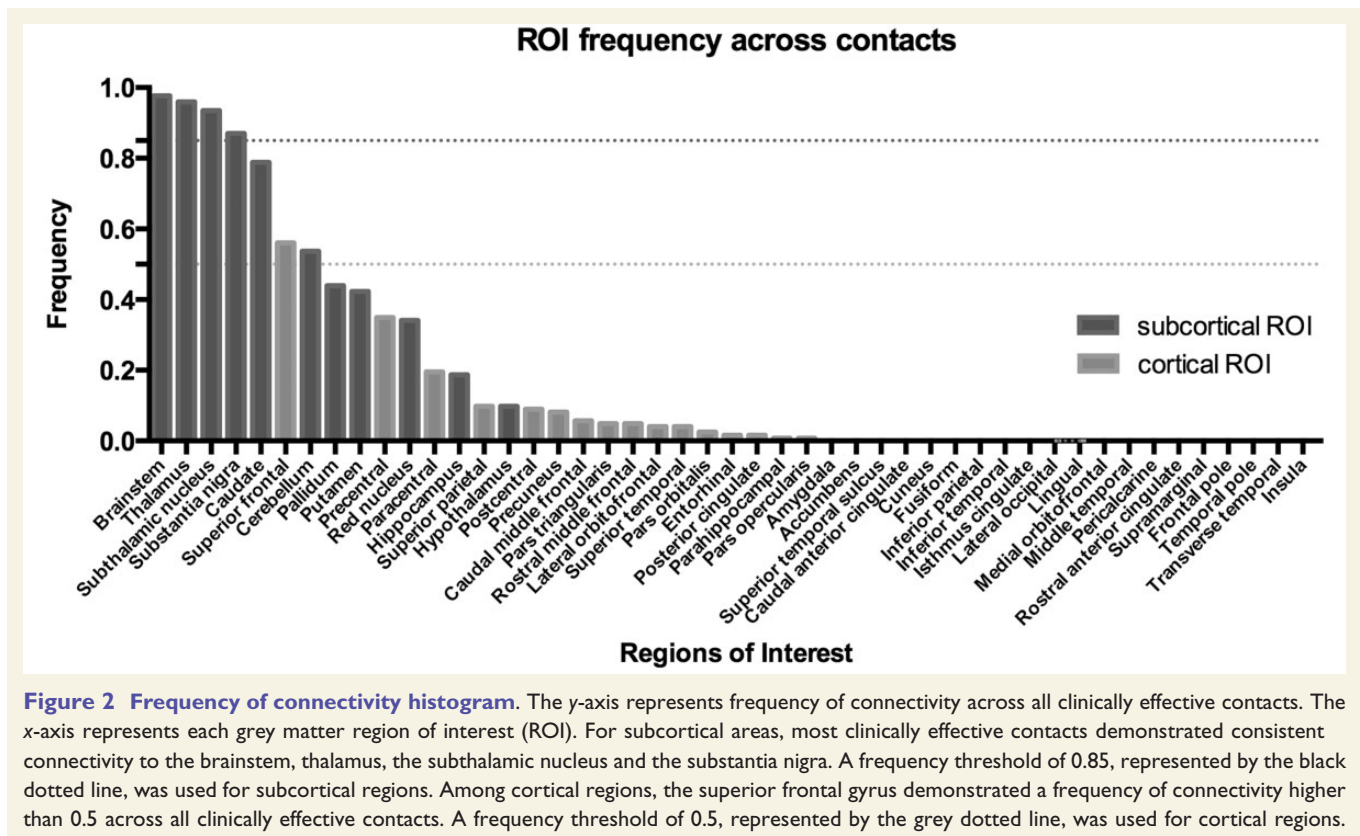 ROI frequency across contacts
1.0
0.8
0.6
0.4
0.2
0.0
Frequency
subcortical ROI
cortical ROI
Brainstem
Thalamus
Subthalamic nucleus
Substantia nigra
Caudate
Superior frontal
Cerebellum
Pallidum
Putamen
Precentral
Red nucleus
Paracentral
Hippocampus
Superior parietal
Hypothalamus
Postcentral
Precuneus
Caudal middle frontal
Pars triangularis
Rostral middle frontal
Lateral orbitofrontal
Superior temporal
Pars orbitalis
Entorhinal
Posterior cingulate
Parahippocampal
Pars opercularis
Amygdala
Accumbens
Superior temporal sulcus
Caudal anterior cingulate
Cuneus
Fusiform
Inferior parietal
Inferior temporal
Isthmus cingulate
Lateral occipital
Lingual
Medial orbitofrontal
Middle temporal
Pericalcarine
Rostral anterior cingulate
Supramarginal
Frontal pole
Temporal pole
Transverse temporal
Insula
Regions of Interest
Figure 2 Frequency of connectivity histogram. The y-axis represents frequency of connectivity across all clinically effective contacts. The
x-axis represents each grey matter region of interest (ROI). For subcortical areas, most clinically effective contacts demonstrated consistent
connectivity to the brainstem, thalamus, the subthalamic nucleus and the substantia nigra. A frequency threshold of 0.85, represented by the black
dotted line, was used for subcortical regions. Among cortical regions, the superior frontal gyrus demonstrated a frequency of connectivity higher
than 0.5 across all clinically effective contacts. A frequency threshold of 0.5, represented by the grey dotted line, was used for cortical regions.